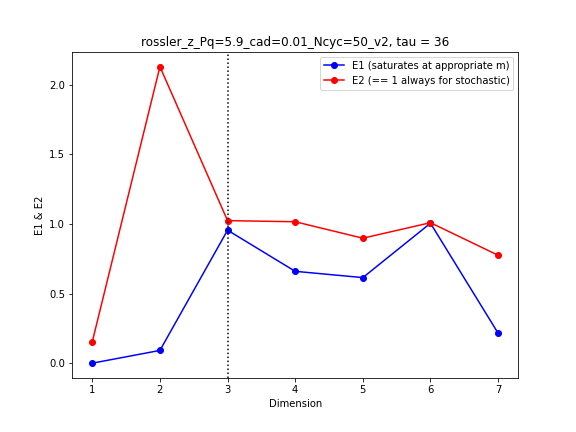 rossler_z_Pq=5.9_cad=0.01_Ncyc=50_v2, tau = 36
E1 (saturates at appropriate m)
E2 (== 1 always for stochastic)
2.0
1.5
1.0
0.5
0.0
E1 & E2
1 2 3 4 5 6 7
Dimension